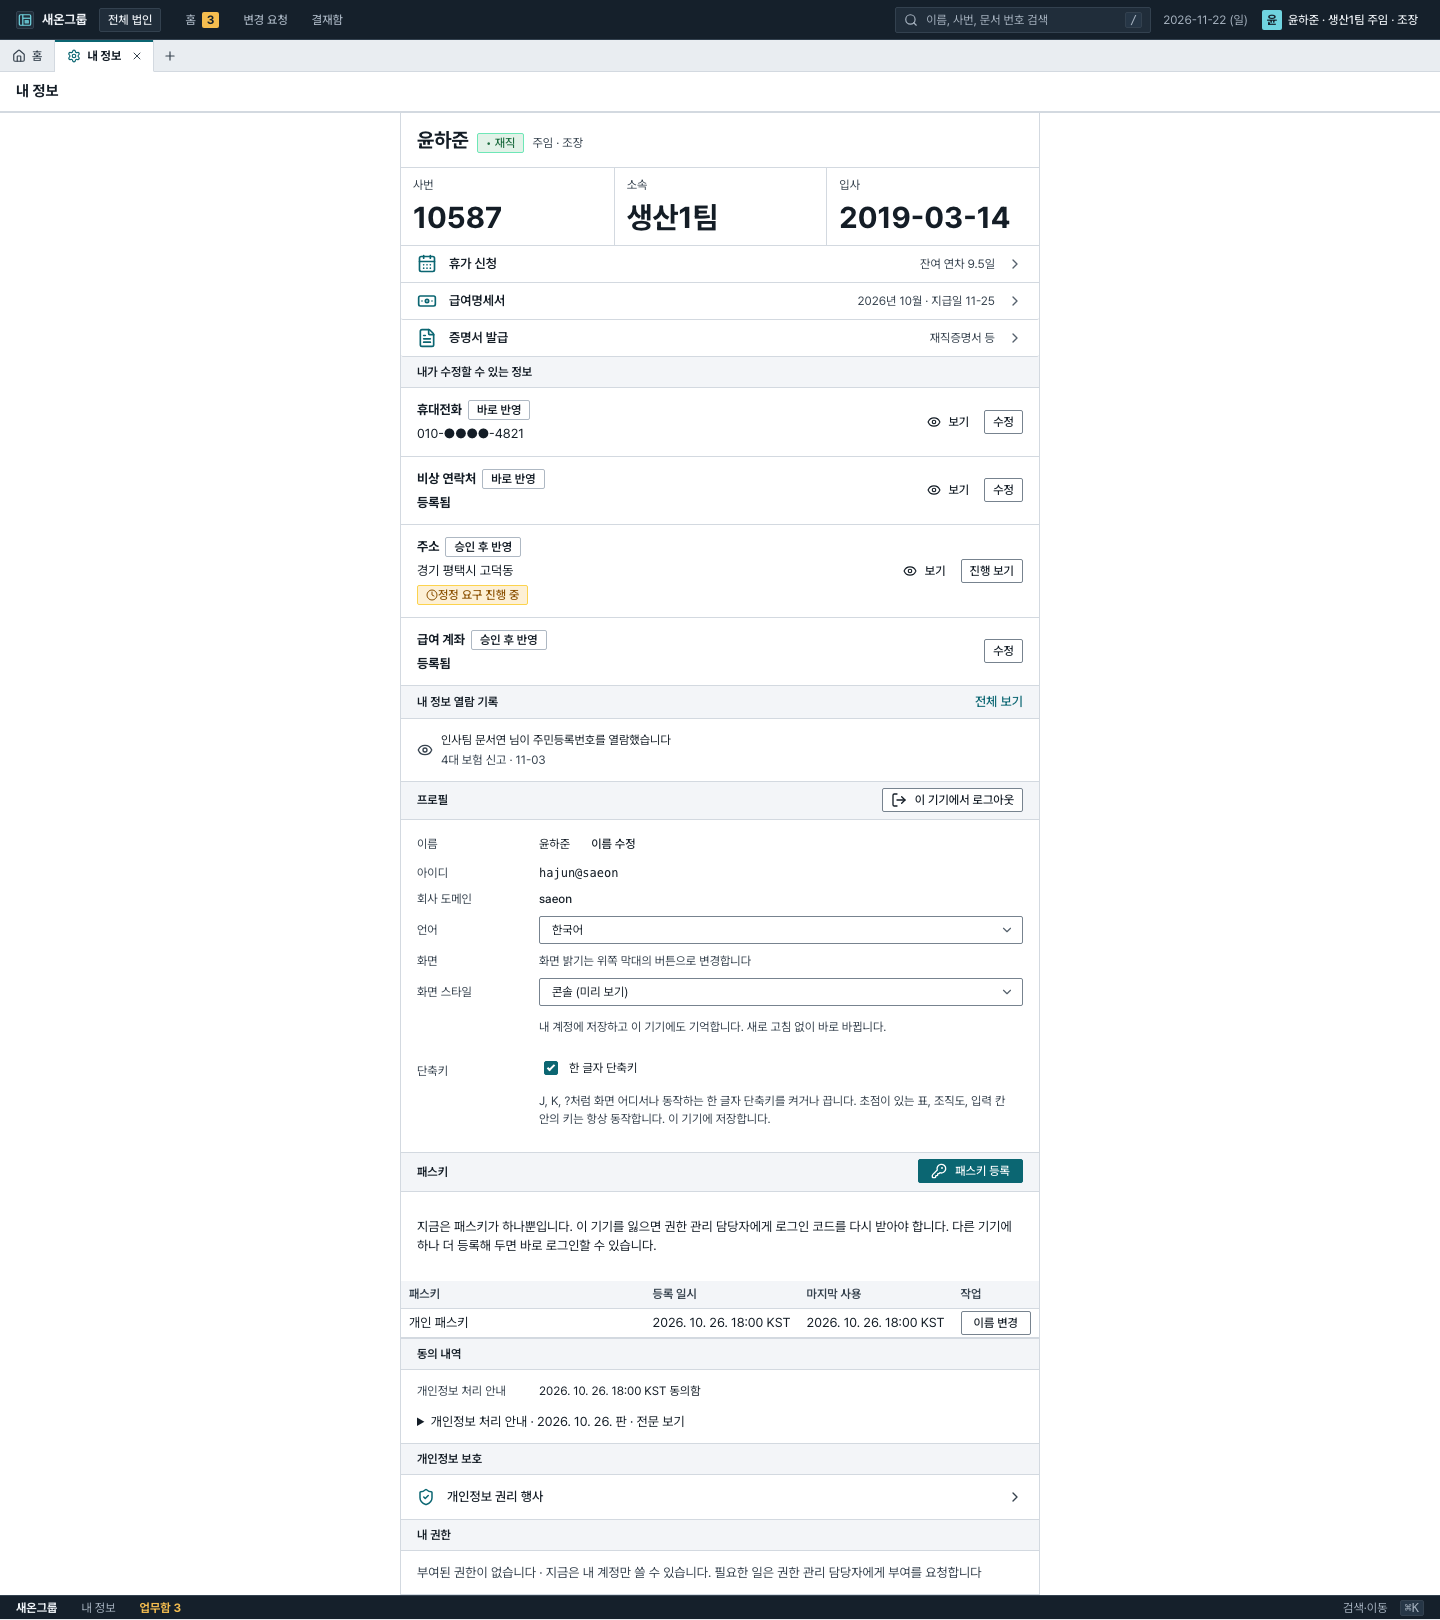 새온그룹 전체 법인 홈 3 변경 요청 결재함 이름, 사번, 문서 번호 검색 / 2026-11-22 (일) 윤 윤하준 · 생산1팀 주임 · 조장
홈 내 정보
내 정보
윤하준 • 재직 주임 · 조장
사번 소속 입사
10587 생산1팀 2019-03-14
휴가 신청 잔여 연차 9.5일
급여명세서 2026년 10월 · 지급일 11-25
증명서 발급 재직증명서 등
내가 수정할 수 있는 정보
휴대전화 바로 반영
010-●●●●-4821
보기 수정
비상 연락처 바로 반영
등록됨
보기 수정
주소 승인 후 반영
경기 평택시 고덕동
정정 요구 진행 중
보기 진행 보기
급여 계좌 승인 후 반영
등록됨
수정
내 정보 열람 기록 전체 보기
인사팀 문서연 님이 주민등록번호를 열람했습니다
4대 보험 신고 · 11-03
프로필 이 기기에서 로그아웃
이름 윤하준 이름 수정
아이디 hajun@saeon
회사 도메인 saeon
언어 한국어
화면 화면 밝기는 위쪽 막대의 버튼으로 변경합니다
화면 스타일 콘솔 (미리 보기)
내 계정에 저장하고 이 기기에도 기억합니다. 새로 고침 없이 바로 바뀝니다.
단축키 한 글자 단축키
J, K, ?처럼 화면 어디서나 동작하는 한 글자 단축키를 켜거나 끕니다. 초점이 있는 표, 조직도, 입력 칸
안의 키는 항상 동작합니다. 이 기기에 저장합니다.
패스키 패스키 등록
지금은 패스키가 하나뿐입니다. 이 기기를 잃으면 권한 관리 담당자에게 로그인 코드를 다시 받아야 합니다. 다른 기기에
하나 더 등록해 두면 바로 로그인할 수 있습니다.
패스키 등록 일시 마지막 사용 작업
개인 패스키 2026. 10. 26. 18:00 KST 2026. 10. 26. 18:00 KST 이름 변경
동의 내역
개인정보 처리 안내 2026. 10. 26. 18:00 KST 동의함
▶ 개인정보 처리 안내 · 2026. 10. 26. 판 · 전문 보기
개인정보 보호
개인정보 권리 행사
내 권한
부여된 권한이 없습니다 · 지금은 내 계정만 쓸 수 있습니다. 필요한 일은 권한 관리 담당자에게 부여를 요청합니다
새온그룹 내 정보 업무함 3 검색·이동 ⌘K